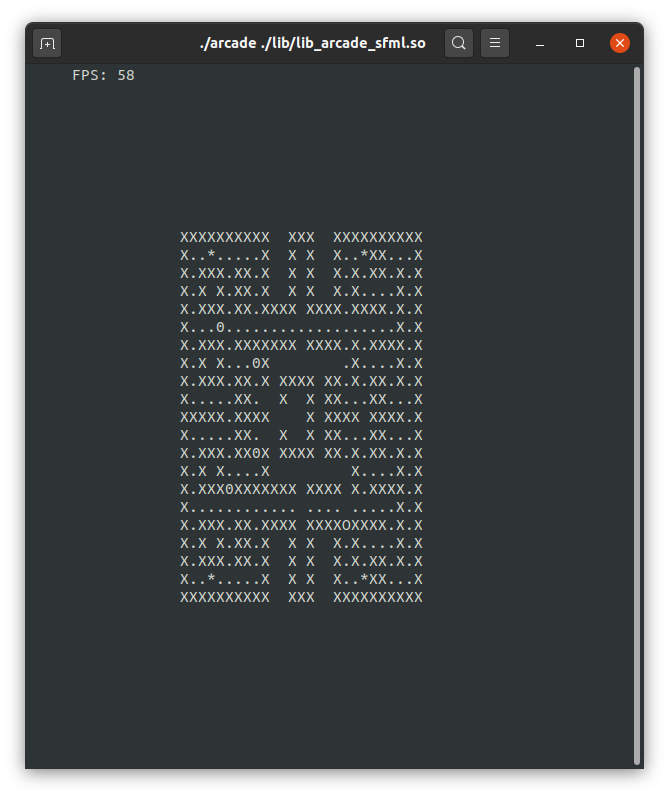 ./arcade ./lib/lib_arcade_sfml.so
FPS: 58
XXXXXXXXXX  XXX  XXXXXXXXXX
X..*.....X  X X  X..*XX...X
X.XXX.XX.X  X X  X.X.XX.X.X
X.X X.XX.X  X X  X.X....X.X
X.XXX.XX.XXXX XXXX.XXXX.X.X
X...0...................X.X
X.XXX.XXXXXXX XXXX.X.XXXX.X
X.X X...0X        .X....X.X
X.XXX.XX.X XXXX XX.X.XX.X.X
X.....XX.  X  X XX...XX...X
XXXXX.XXXX    X XXXX XXXX.X
X.....XX.  X  X XX...XX...X
X.XXX.XX0X XXXX XX.X.XX.X.X
X.X X....X         X....X.X
X.XXX0XXXXXXX XXXX X.XXXX.X
X............ .... .....X.X
X.XXX.XX.XXXX XXXXOXXXX.X.X
X.X X.XX.X  X X  X.X....X.X
X.XXX.XX.X  X X  X.X.XX.X.X
X..*.....X  X X  X..*XX...X
XXXXXXXXXX  XXX  XXXXXXXXXX